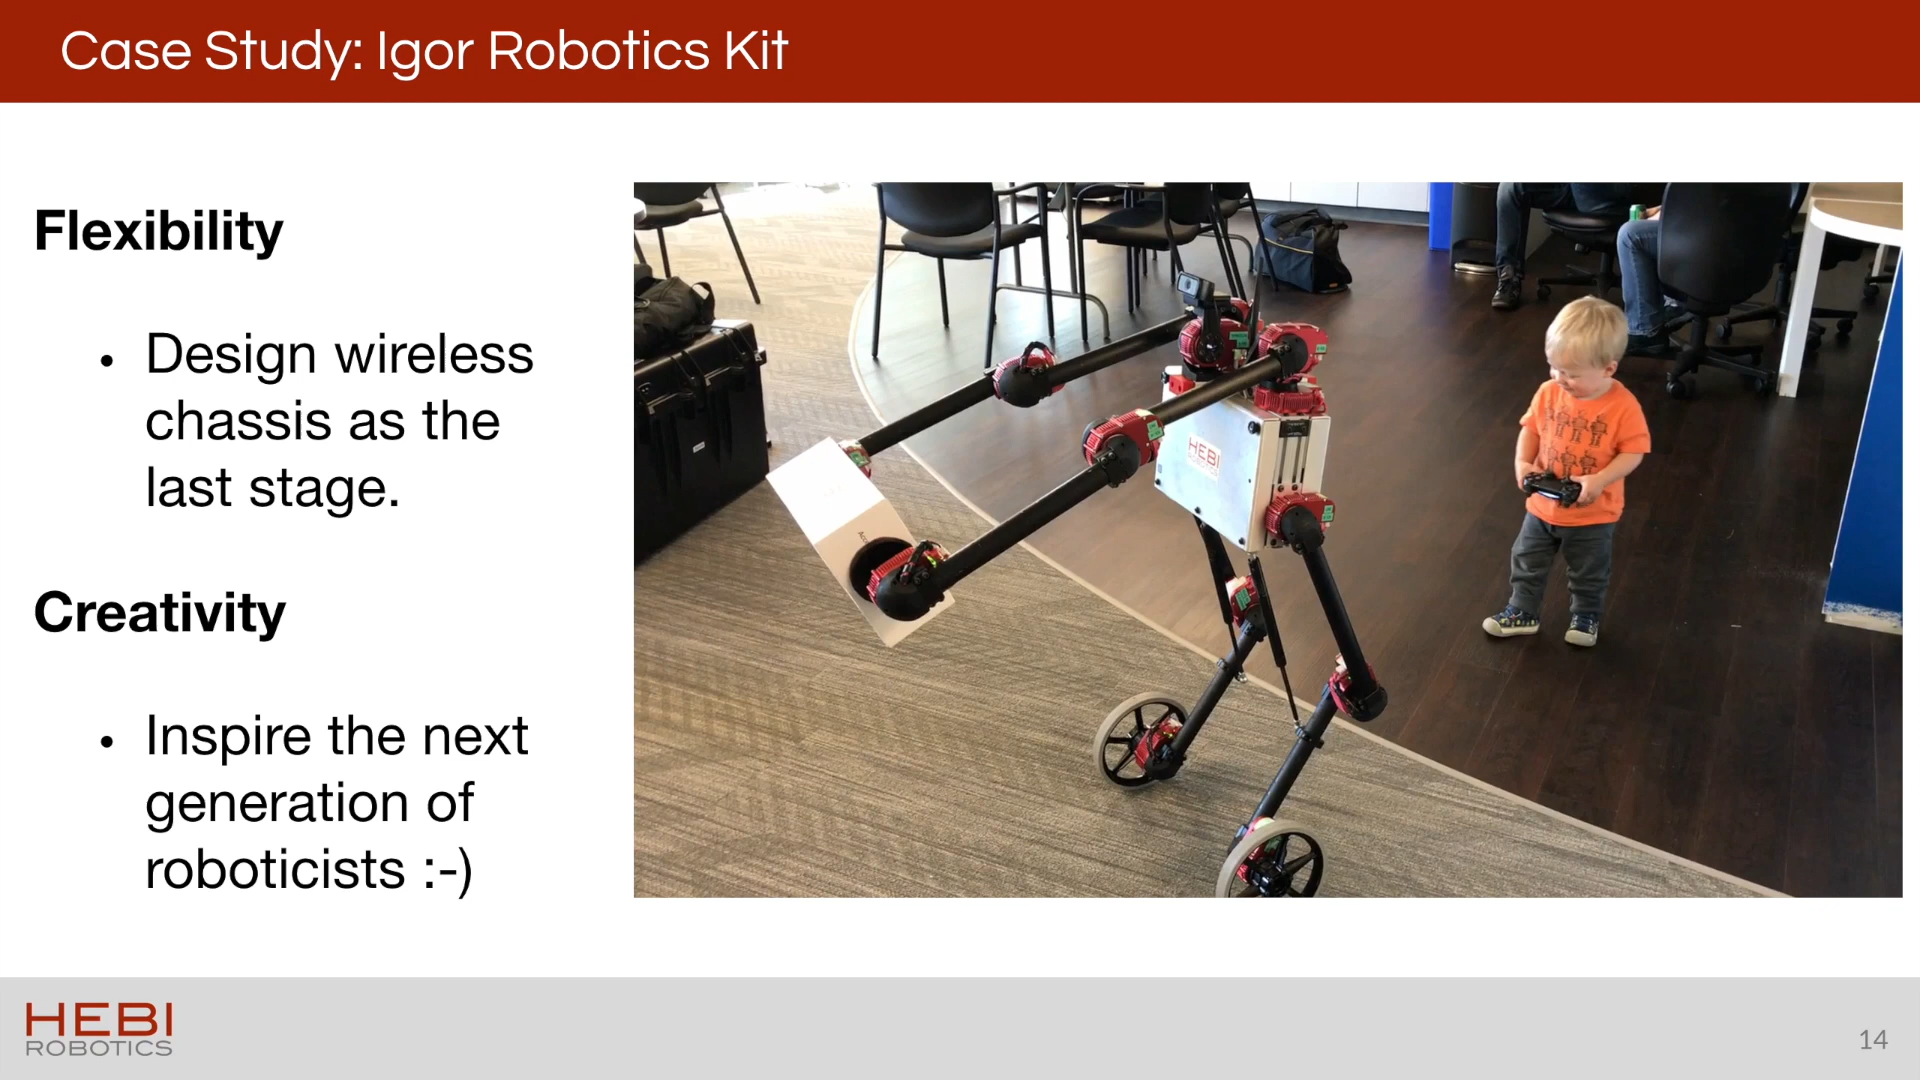 Case Study: Igor Robotics Kit
Flexibility
• Design wireless
chassis as the
last stage.
Creativity
• Inspire the next
generation of
roboticists :-)
HEBI
ROBOTICS
HEBI
ROBOTICS
14